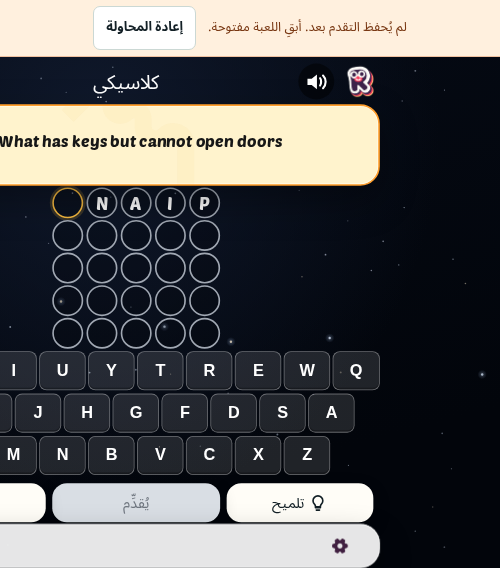 لم يُحفظ التقدم بعد. أبقِ اللعبة مفتوحة.
إعادة المحاولة
كلاسيكي
What has keys but cannot open doors
N A I P
I U Y T R E W Q
J H G F D S A
M N B V C X Z
تلميح
يُقدِّم